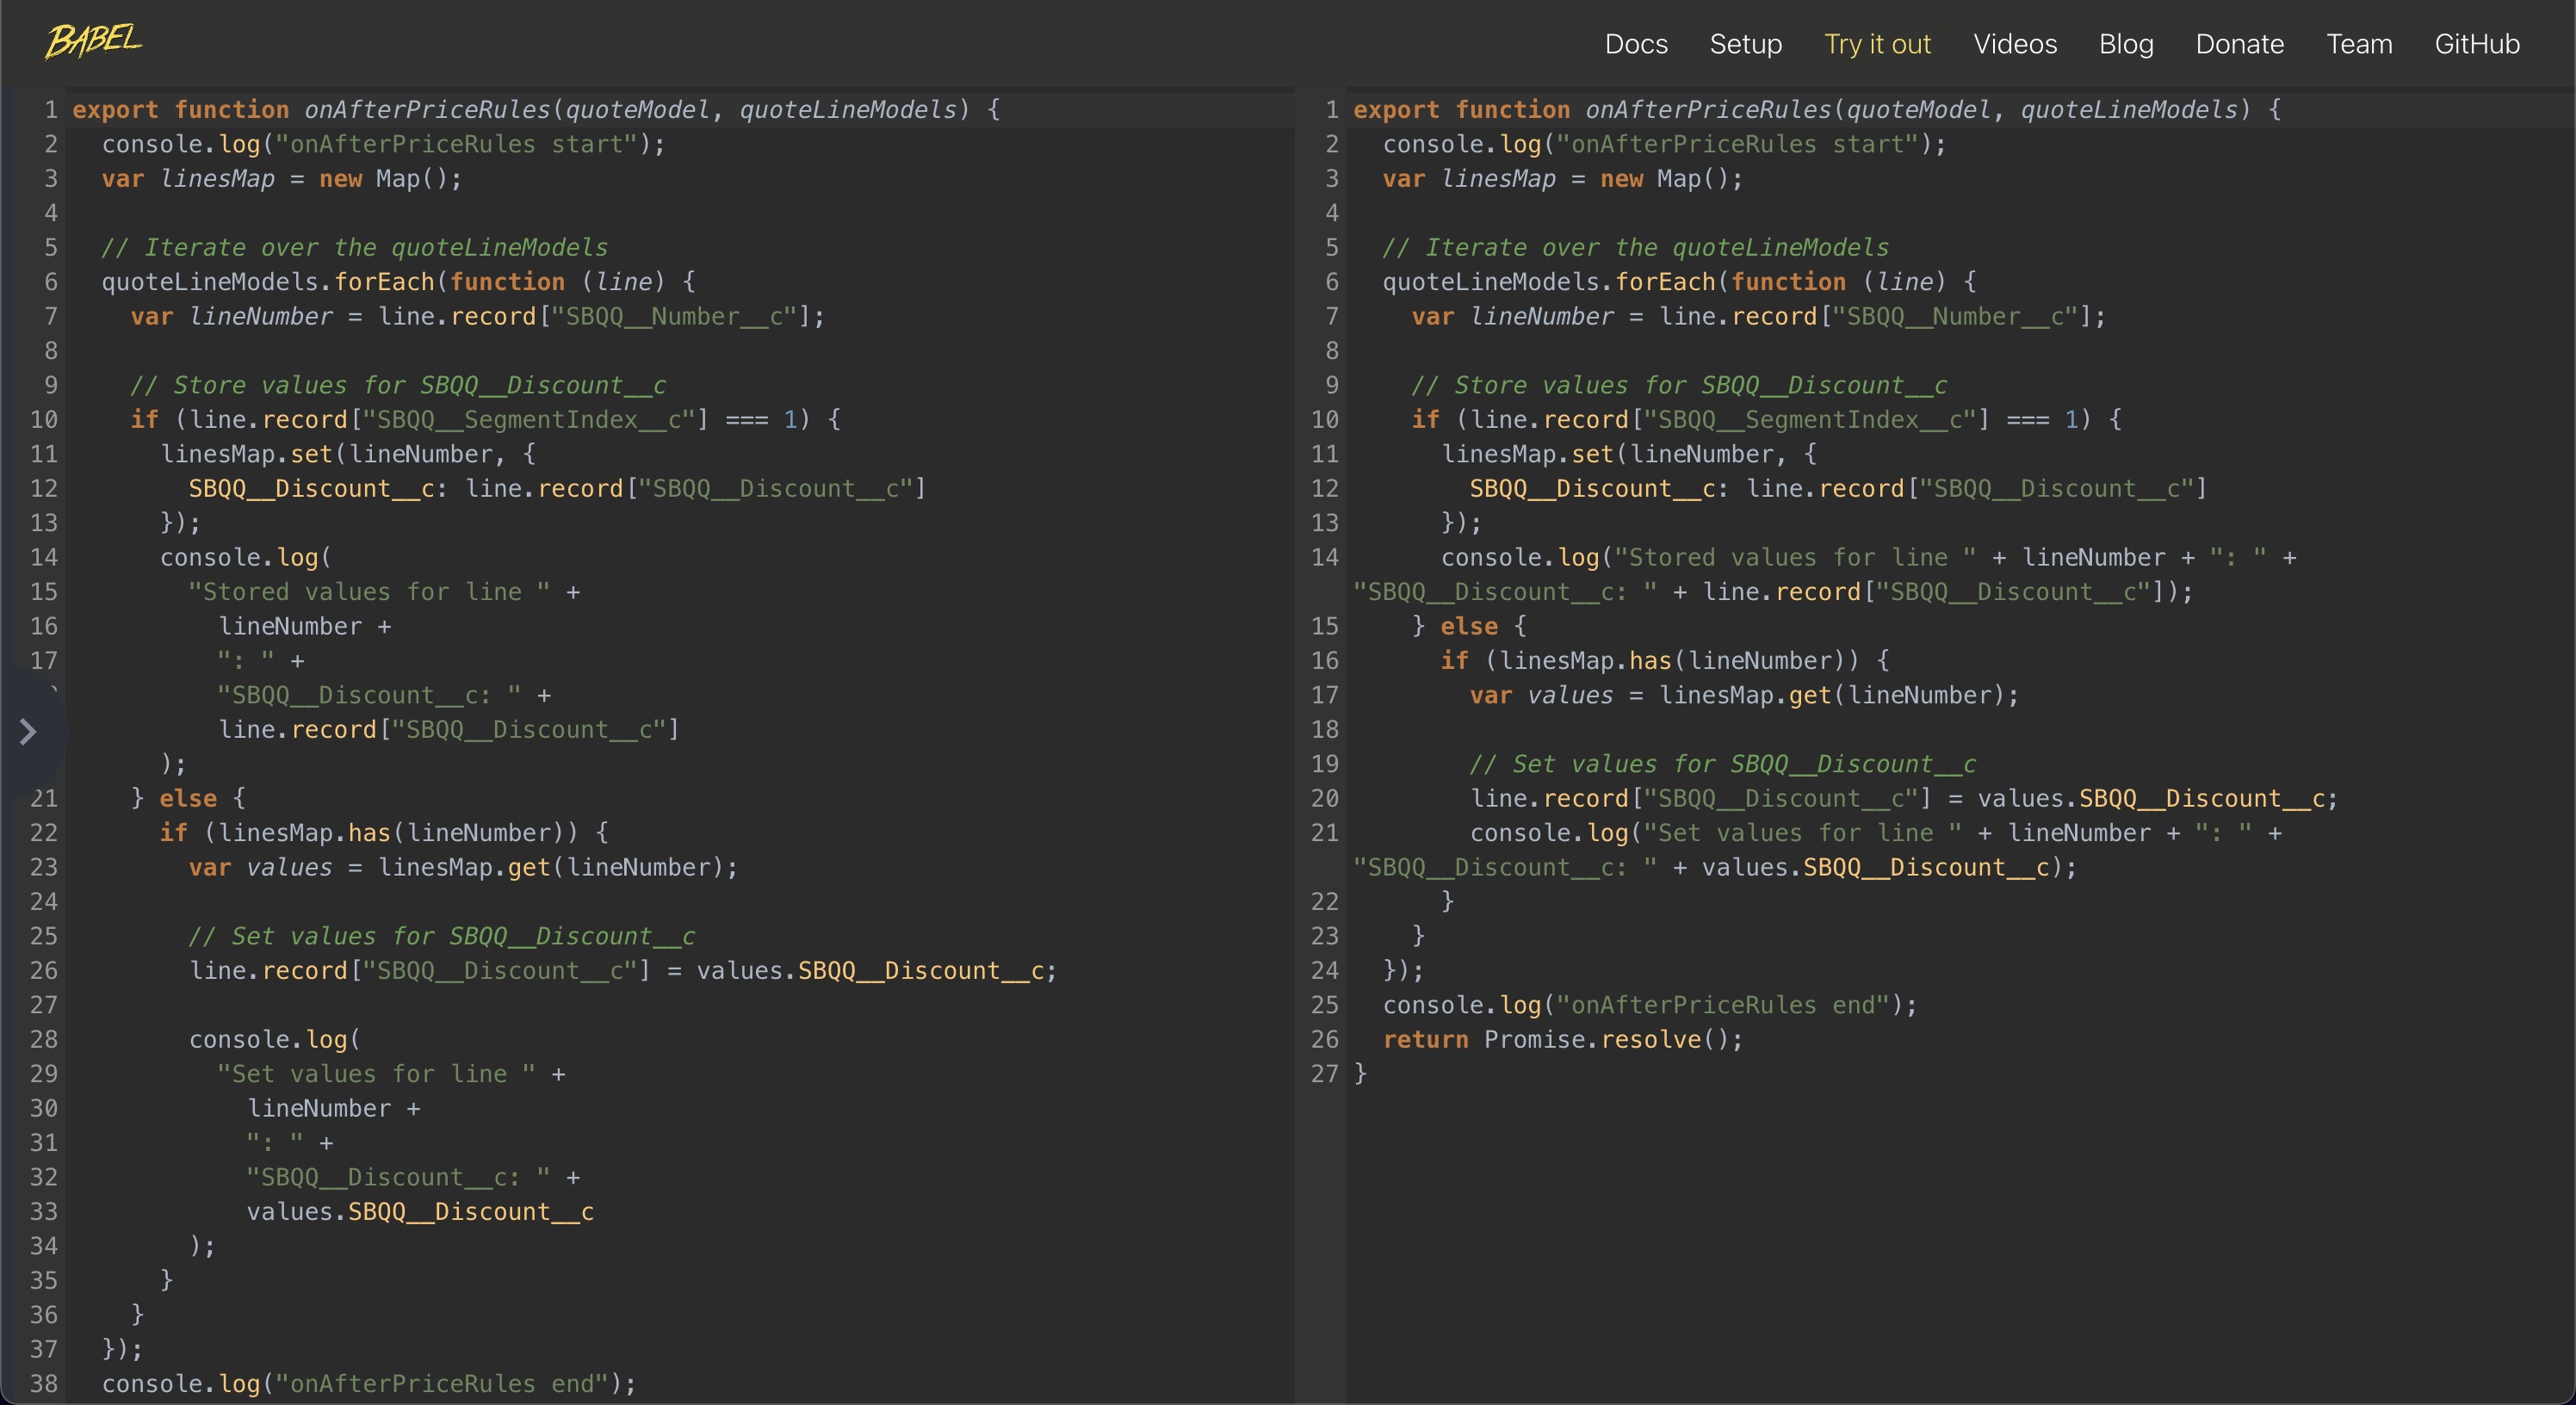 BABEL
Docs Setup Try it out Videos Blog Donate Team GitHub
1 export function onAfterPriceRules(quoteModel, quoteLineModels) {
2   console.log("onAfterPriceRules start");
3   var linesMap = new Map();
4
5   // Iterate over the quoteLineModels
6   quoteLineModels.forEach(function (line) {
7     var lineNumber = line.record["SBQQ__Number__c"];
8
9     // Store values for SBQQ__Discount__c
10     if (line.record["SBQQ__SegmentIndex__c"] === 1) {
11       linesMap.set(lineNumber, {
12         SBQQ__Discount__c: line.record["SBQQ__Discount__c"]
13       });
14       console.log(
15         "Stored values for line " +
16           lineNumber +
17           ": " +
           "SBQQ__Discount__c: " +
           line.record["SBQQ__Discount__c"]
       );
21     } else {
22       if (linesMap.has(lineNumber)) {
23         var values = linesMap.get(lineNumber);
24
25         // Set values for SBQQ__Discount__c
26         line.record["SBQQ__Discount__c"] = values.SBQQ__Discount__c;
27
28         console.log(
29           "Set values for line " +
30             lineNumber +
31             ": " +
32             "SBQQ__Discount__c: " +
33             values.SBQQ__Discount__c
34         );
35       }
36     }
37   });
38   console.log("onAfterPriceRules end");
1 export function onAfterPriceRules(quoteModel, quoteLineModels) {
2   console.log("onAfterPriceRules start");
3   var linesMap = new Map();
4
5   // Iterate over the quoteLineModels
6   quoteLineModels.forEach(function (line) {
7     var lineNumber = line.record["SBQQ__Number__c"];
8
9     // Store values for SBQQ__Discount__c
10     if (line.record["SBQQ__SegmentIndex__c"] === 1) {
11       linesMap.set(lineNumber, {
12         SBQQ__Discount__c: line.record["SBQQ__Discount__c"]
13       });
14       console.log("Stored values for line " + lineNumber + ": " +
"SBQQ__Discount__c: " + line.record["SBQQ__Discount__c"]);
15     } else {
16       if (linesMap.has(lineNumber)) {
17         var values = linesMap.get(lineNumber);
18
19         // Set values for SBQQ__Discount__c
20         line.record["SBQQ__Discount__c"] = values.SBQQ__Discount__c;
21         console.log("Set values for line " + lineNumber + ": " +
"SBQQ__Discount__c: " + values.SBQQ__Discount__c);
22       }
23     }
24   });
25   console.log("onAfterPriceRules end");
26   return Promise.resolve();
27 }